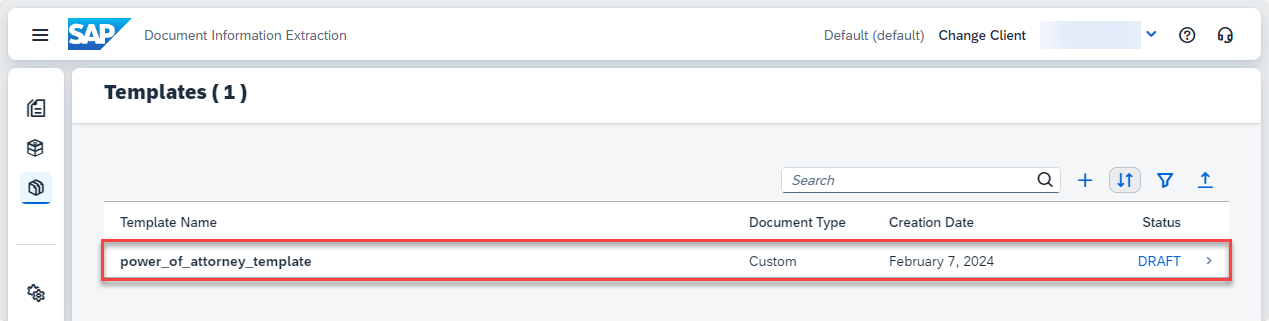 SAP Document Information Extraction Default (default) Change Client
Templates ( 1 )
Search
Template Name Document Type Creation Date Status
power_of_attorney_template Custom February 7, 2024 DRAFT